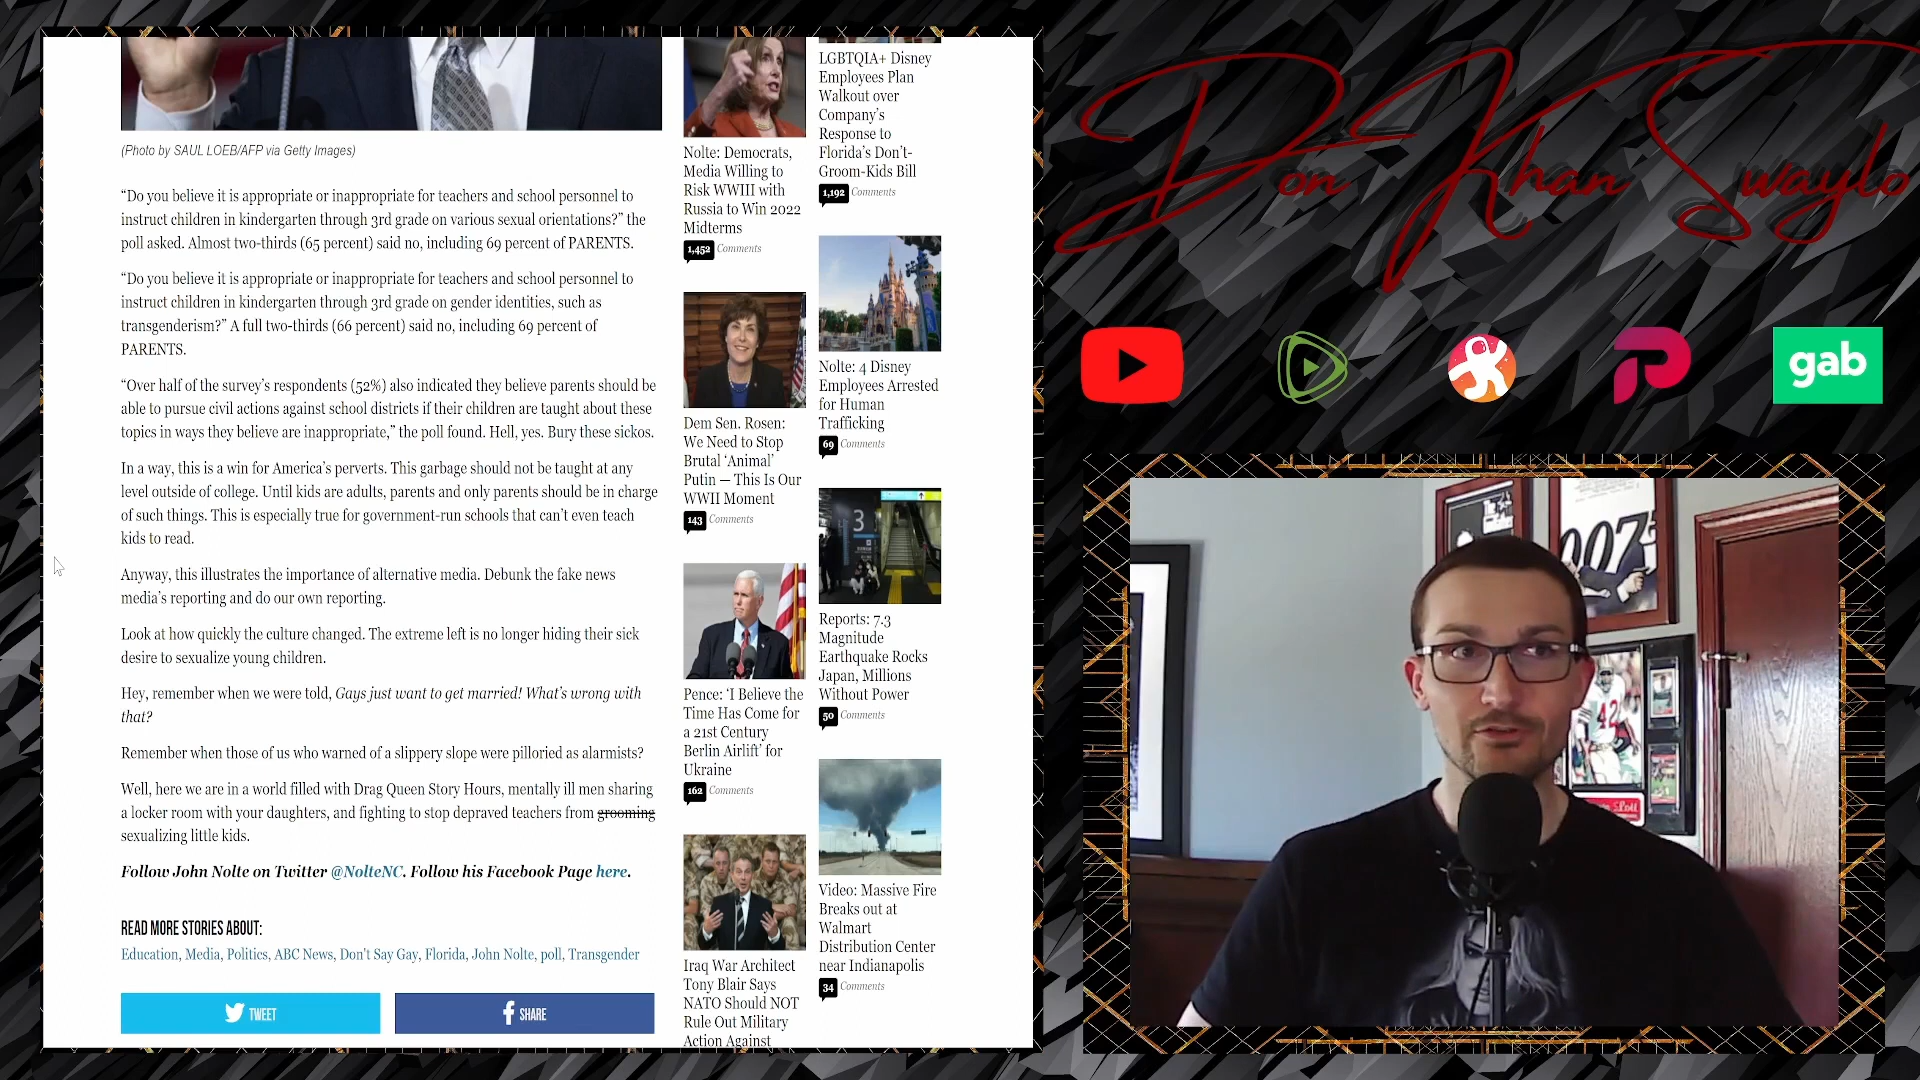 (Photo by SAUL LOEB/AFP via Getty Images)
“Do you believe it is appropriate or inappropriate for teachers and school personnel to
instruct children in kindergarten through 3rd grade on various sexual orientations?” the
poll asked. Almost two-thirds (65 percent) said no, including 69 percent of PARENTS.
“Do you believe it is appropriate or inappropriate for teachers and school personnel to
instruct children in kindergarten through 3rd grade on gender identities, such as
transgenderism?” A full two-thirds (66 percent) said no, including 69 percent of
PARENTS.
“Over half of the survey’s respondents (52%) also indicated they believe parents should be
able to pursue civil actions against school districts if their children are taught about these
topics in ways they believe are inappropriate,” the poll found. Hell, yes. Bury these sickos.
In a way, this is a win for America’s perverts. This garbage should not be taught at any
level outside of college. Until kids are adults, parents and only parents should be in charge
of such things. This is especially true for government-run schools that can’t even teach
kids to read.
Anyway, this illustrates the importance of alternative media. Debunk the fake news
media’s reporting and do our own reporting.
Look at how quickly the culture changed. The extreme left is no longer hiding their sick
desire to sexualize young children.
Hey, remember when we were told, Gays just want to get married! What’s wrong with
that?
Remember when those of us who warned of a slippery slope were pilloried as alarmists?
Well, here we are in a world filled with Drag Queen Story Hours, mentally ill men sharing
a locker room with your daughters, and fighting to stop depraved teachers from grooming
sexualizing little kids.
Follow John Nolte on Twitter @NolteNC. Follow his Facebook Page here.
READ MORE STORIES ABOUT:
Education, Media, Politics, ABC News, Don't Say Gay, Florida, John Nolte, poll, Transgender
TWEET
SHARE
Nolte: Democrats,
Media Willing to
Risk WWIII with
Russia to Win 2022
Midterms
1,452 Comments
Dem Sen. Rosen:
We Need to Stop
Brutal ‘Animal’
Putin — This Is Our
WWII Moment
143 Comments
Pence: ‘I Believe the
Time Has Come for
a 21st Century
Berlin Airlift’ for
Ukraine
162 Comments
Iraq War Architect
Tony Blair Says
NATO Should NOT
Rule Out Military
Action Against
LGBTQIA+ Disney
Employees Plan
Walkout over
Company’s
Response to
Florida’s Don’t-
Groom-Kids Bill
1,192 Comments
Nolte: 4 Disney
Employees Arrested
for Human
Trafficking
69 Comments
3
Reports: 7.3
Magnitude
Earthquake Rocks
Japan, Millions
Without Power
50 Comments
Video: Massive Fire
Breaks out at
Walmart
Distribution Center
near Indianapolis
34 Comments
Don Khan Swaylo
gab
007
42